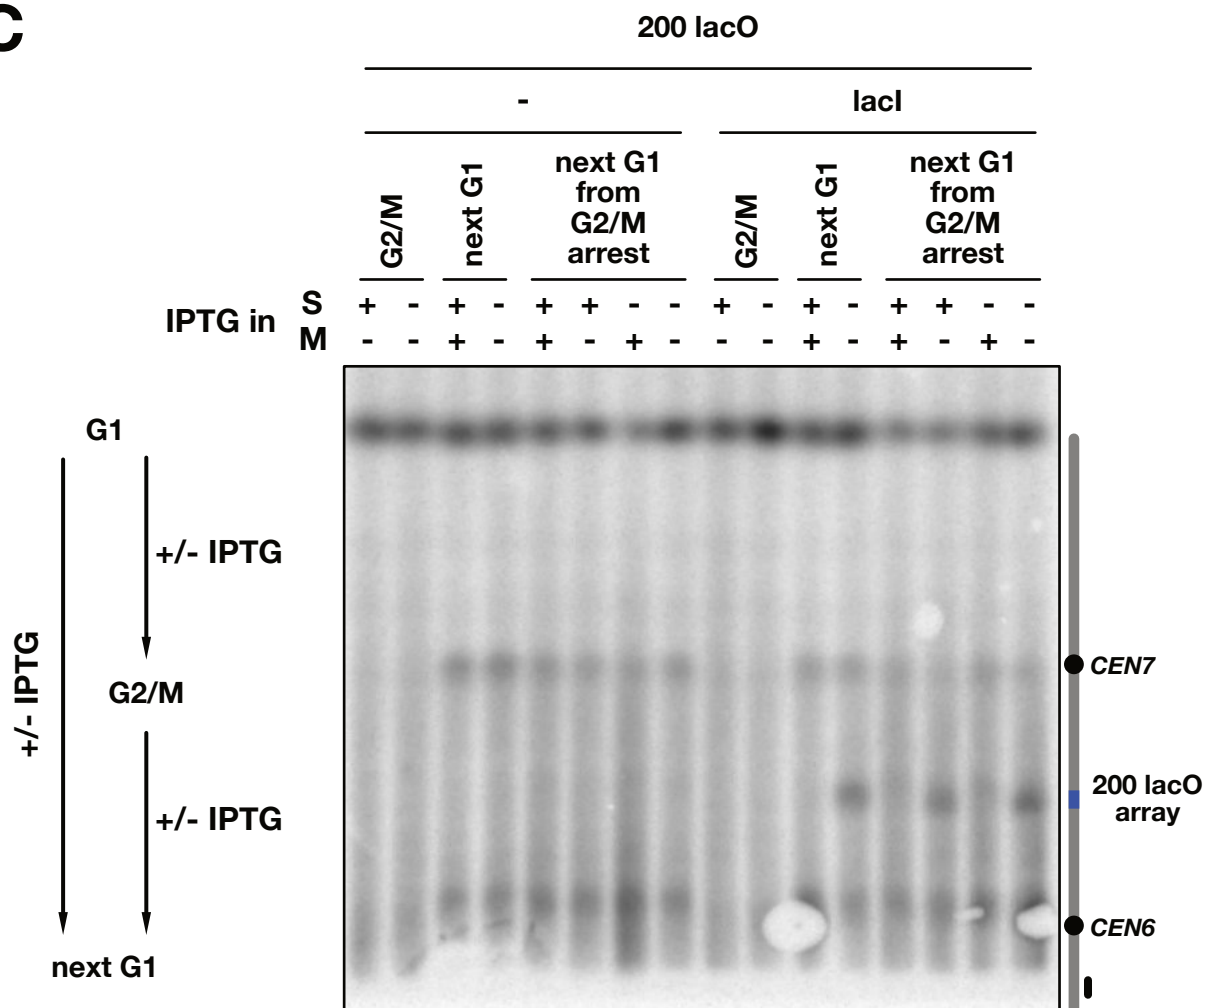 C
200 lacO
- lacI
G2/M next G1 next G1 from G2/M arrest G2/M next G1 next G1 from G2/M arrest
IPTG in
S + - + - + + - - + - + - + + - -
M - - + - + - + - - - + - + - + -
G1
+/- IPTG
+/- IPTG
G2/M
+/- IPTG
next G1
CEN7
200 lacO
array
CEN6